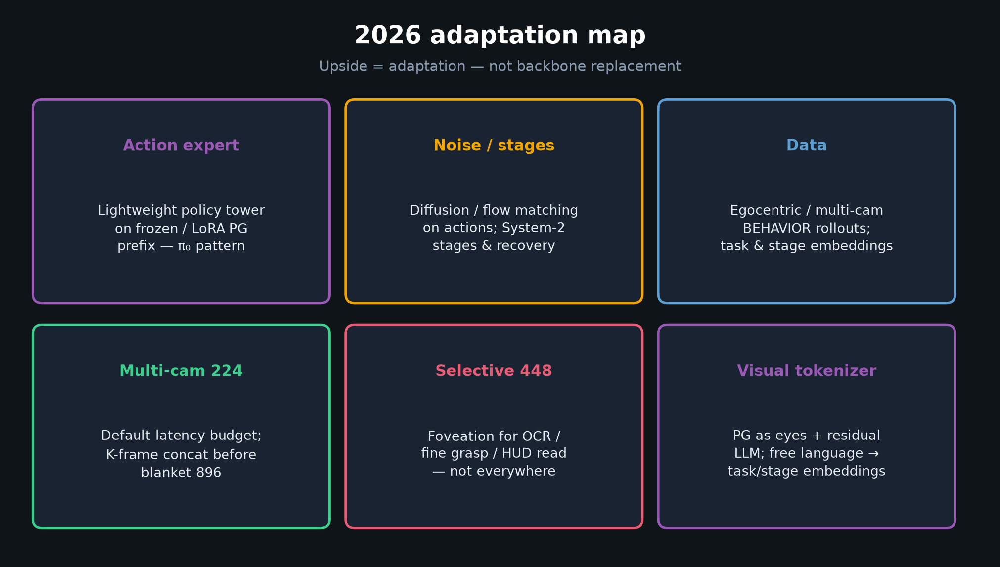 2026 adaptation map
Upside = adaptation — not backbone replacement
Action expert
Lightweight policy tower
on frozen / LoRA PG
prefix — π₀ pattern
Noise / stages
Diffusion / flow matching
on actions; System-2
stages & recovery
Data
Egocentric / multi-cam
BEHAVIOR rollouts;
task & stage embeddings
Multi-cam 224
Default latency budget;
K-frame concat before
blanket 896
Selective 448
Foveation for OCR /
fine grasp / HUD read
— not everywhere
Visual tokenizer
PG as eyes + residual
LLM; free language →
task/stage embeddings